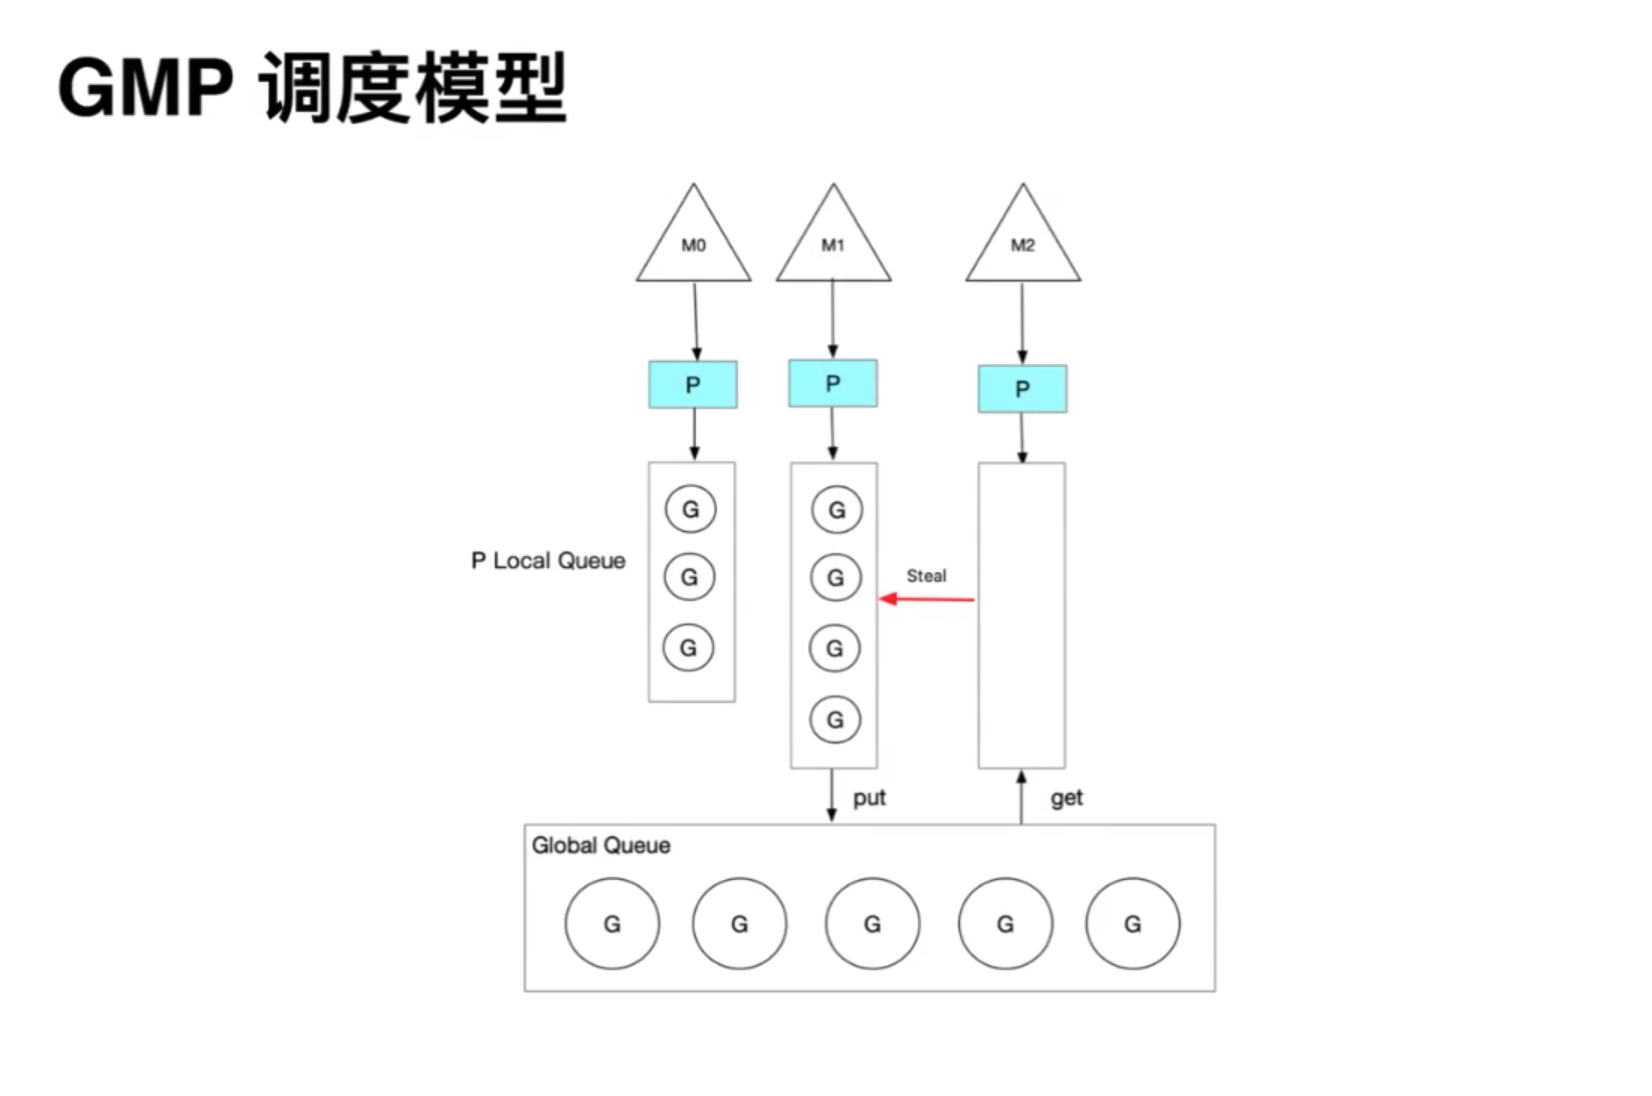 GMP 调度模型
M0 M1 M2
P P P
G G
P Local Queue
G G
Steal
G G
G
put get
Global Queue
G G G G G